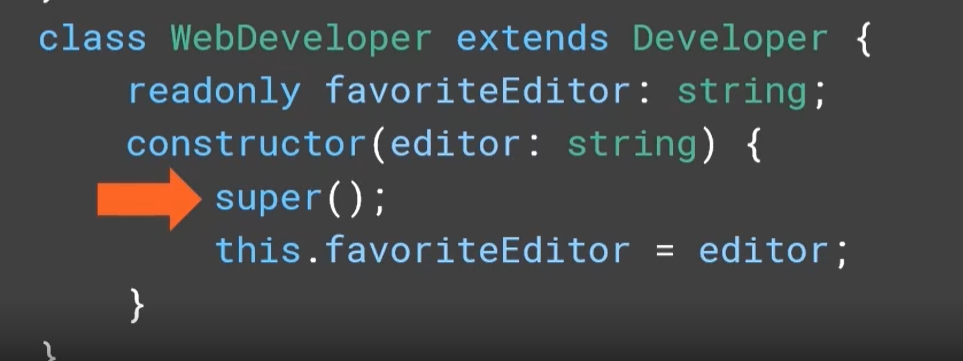 class WebDeveloper extends Developer {
readonly favoriteEditor: string;
constructor(editor: string) {
super();
this.favoriteEditor = editor;
}
}